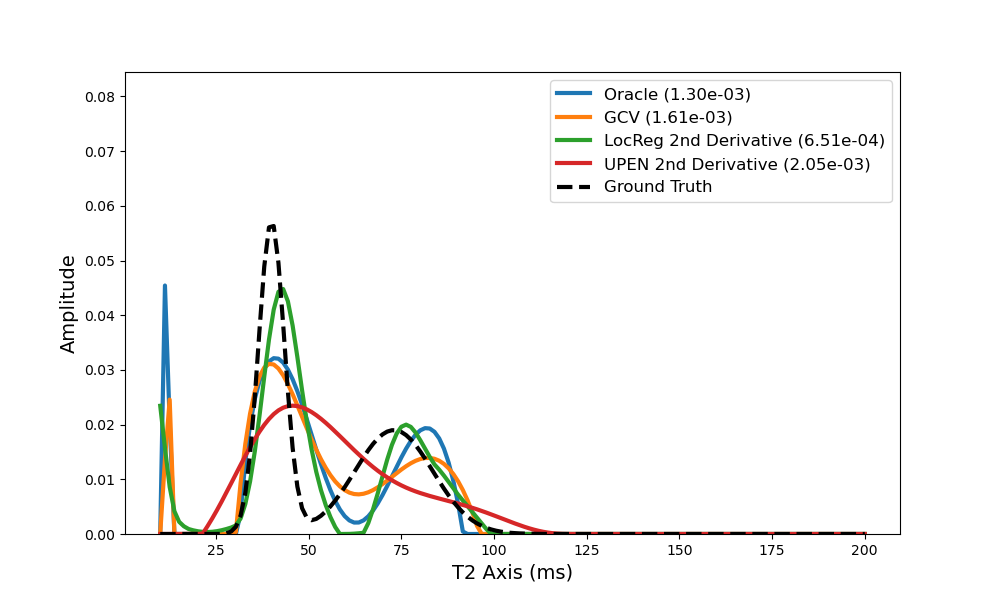 Oracle (1.30e-03)
GCV (1.61e-03)
LocReg 2nd Derivative (6.51e-04)
UPEN 2nd Derivative (2.05e-03)
Ground Truth
Amplitude
0.08
0.07
0.06
0.05
0.04
0.03
0.02
0.01
0.00
25 50 75 100 125 150 175 200
T2 Axis (ms)